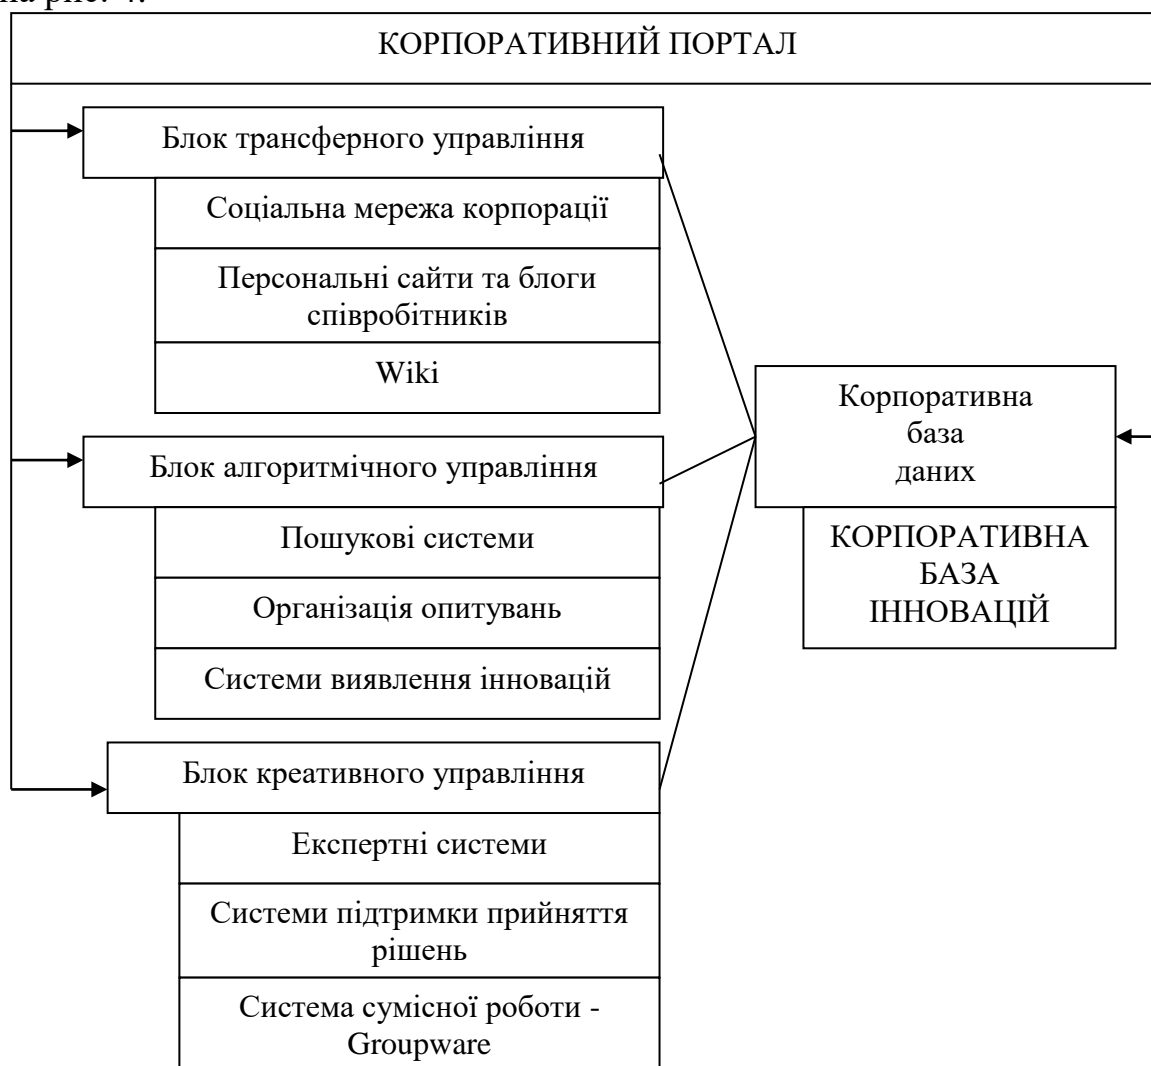 на рис. 4.
КОРПОРАТИВНИЙ ПОРТАЛ
Блок трансферного управління
Соціальна мережа корпорації
Персональні сайти та блоги
співробітників
Wiki
Блок алгоритмічного управління
Пошукові системи
Організація опитувань
Системи виявлення інновацій
Блок креативного управління
Експертні системи
Системи підтримки прийняття
рішень
Система сумісної роботи -
Groupware
Корпоративна
база
даних
КОРПОРАТИВНА
БАЗА
ІННОВАЦІЙ